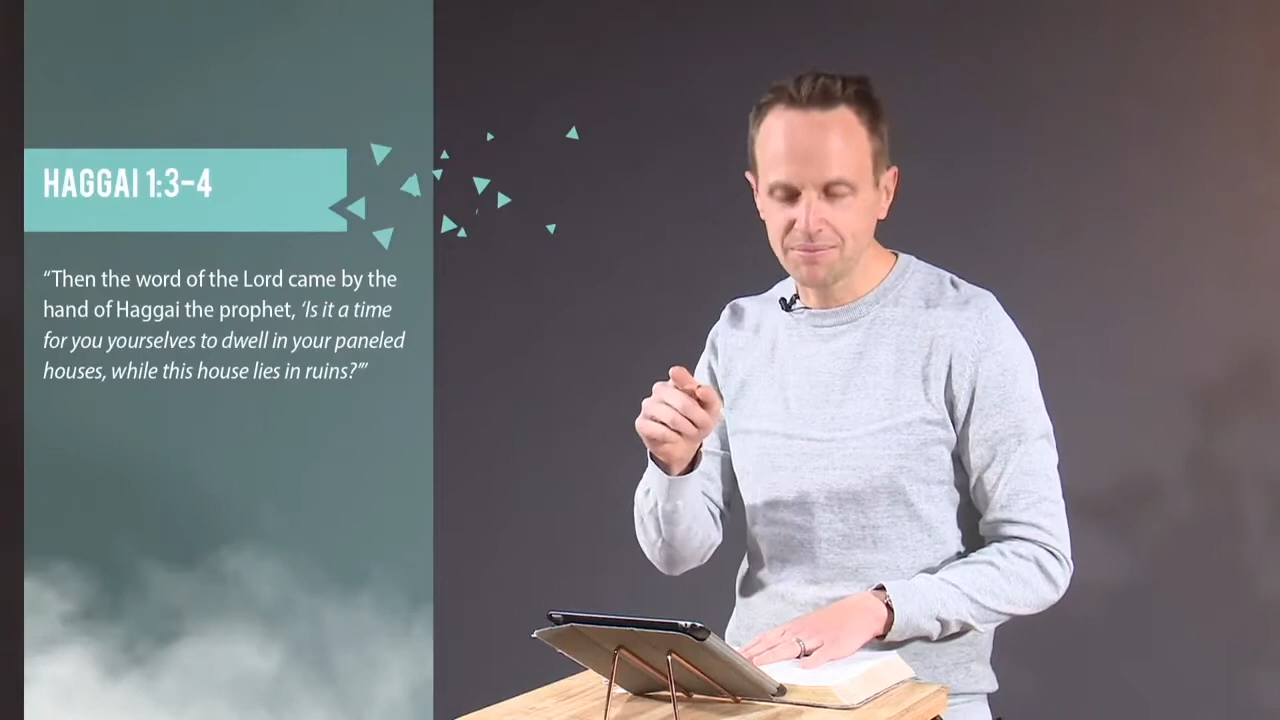 HAGGAI 1:3-4
“Then the word of the Lord came by the
hand of Haggai the prophet, ‘Is it a time
for you yourselves to dwell in your paneled
houses, while this house lies in ruins?’”